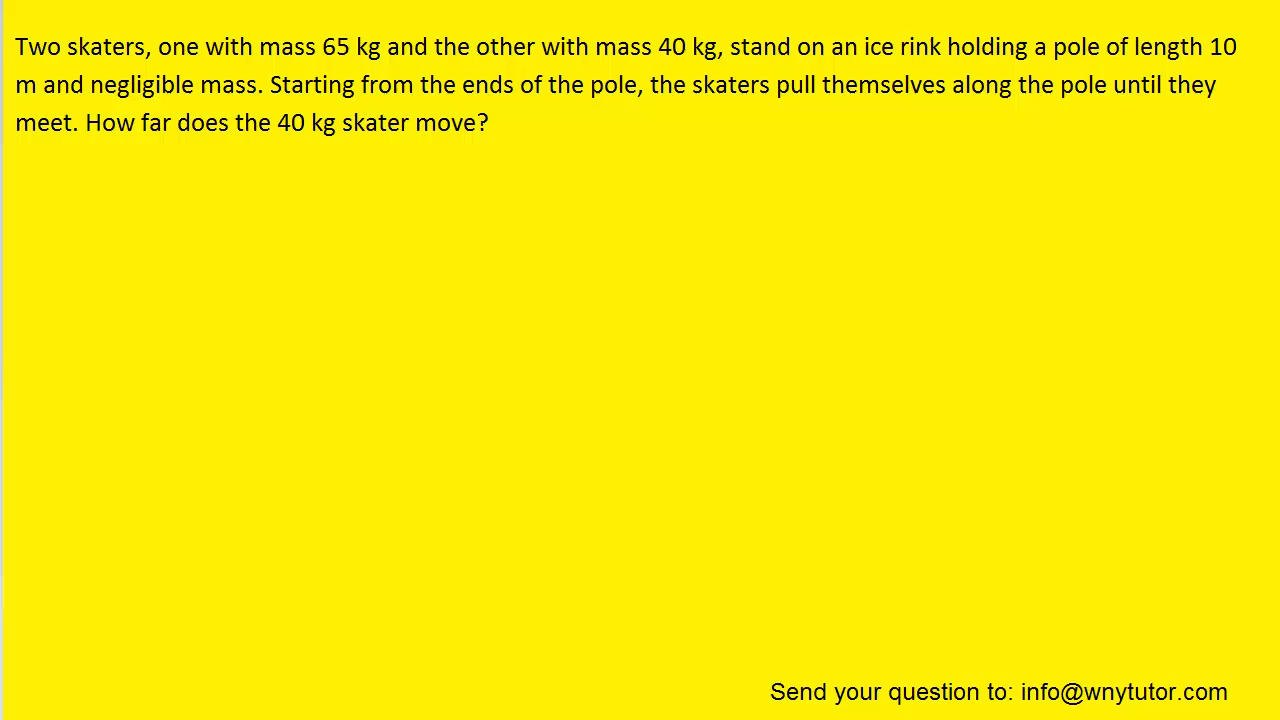 Two skaters, one with mass 65 kg and the other with mass 40 kg, stand on an ice rink holding a pole of length 10
m and negligible mass. Starting from the ends of the pole, the skaters pull themselves along the pole until they
meet. How far does the 40 kg skater move?
Send your question to: info@wnytutor.com